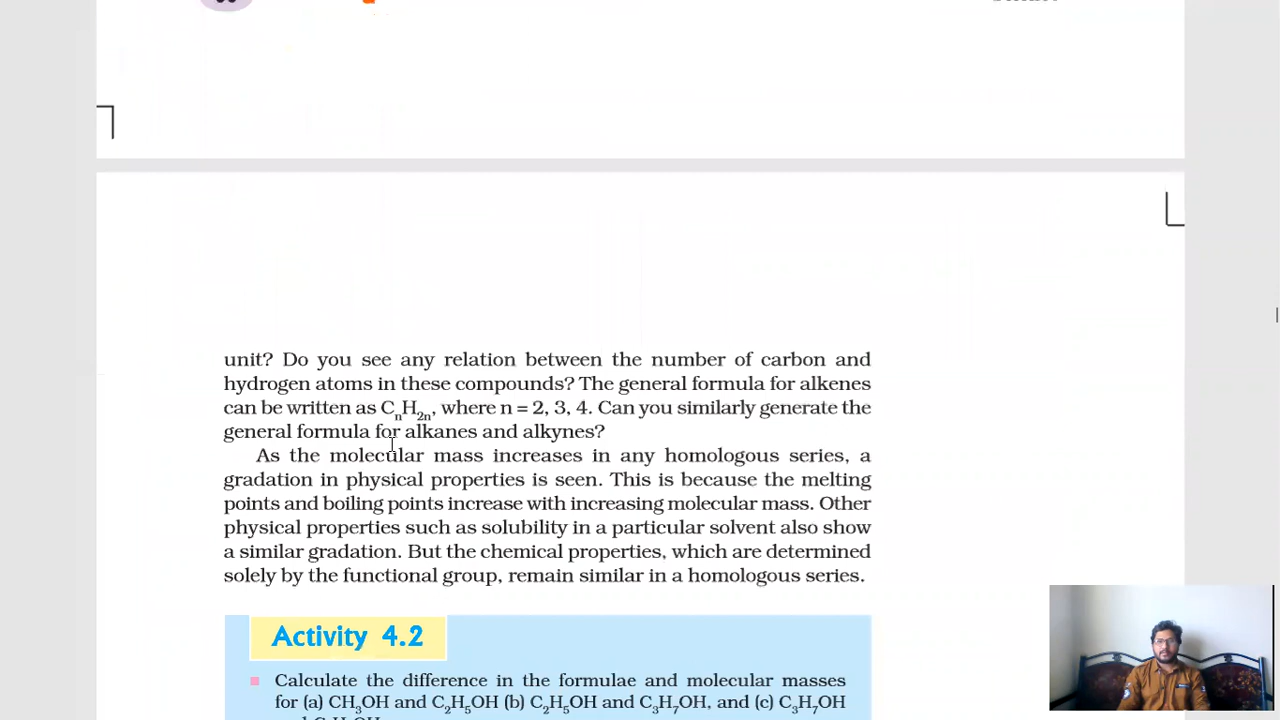 unit? Do you see any relation between the number of carbon and
hydrogen atoms in these compounds? The general formula for alkenes
can be written as CₙH₂ₙ, where n = 2, 3, 4. Can you similarly generate the
general formula for alkanes and alkynes?
As the molecular mass increases in any homologous series, a
gradation in physical properties is seen. This is because the melting
points and boiling points increase with increasing molecular mass. Other
physical properties such as solubility in a particular solvent also show
a similar gradation. But the chemical properties, which are determined
solely by the functional group, remain similar in a homologous series.
Activity 4.2
Calculate the difference in the formulae and molecular masses
for (a) CH₃OH and C₂H₅OH (b) C₂H₅OH and C₃H₇OH, and (c) C₃H₇OH